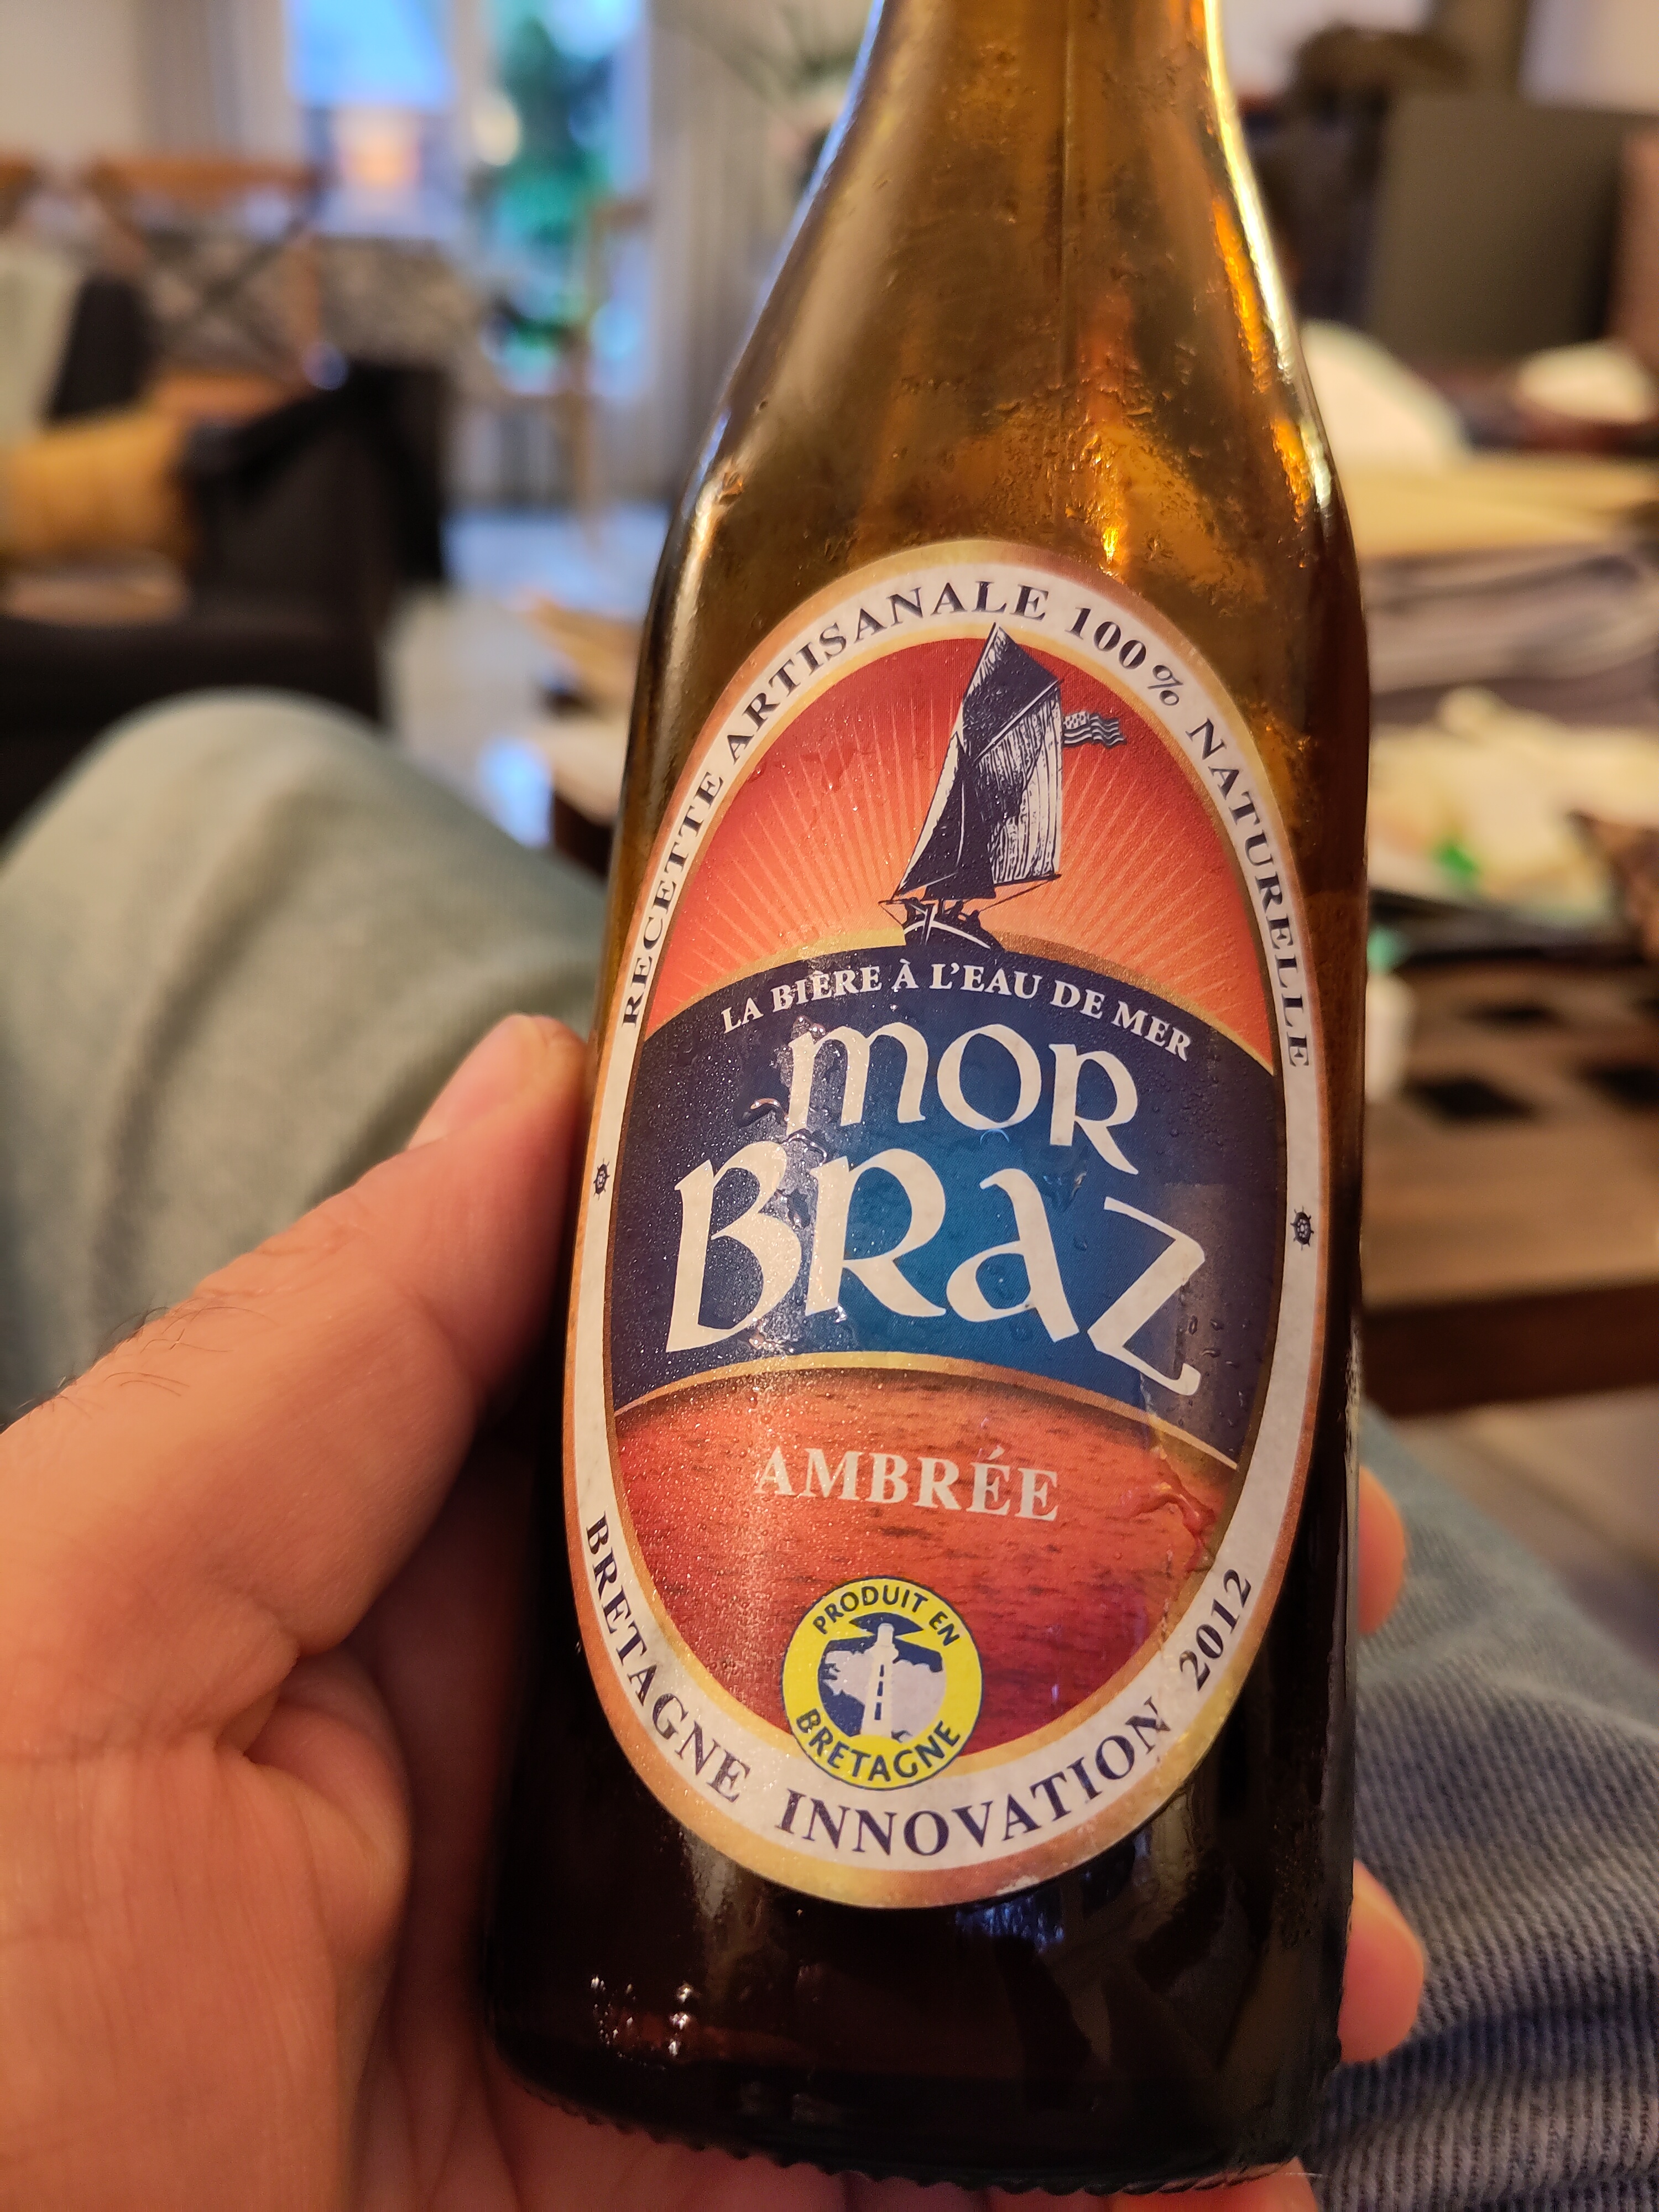 RECETTE ARTISANALE 100% NATURELLE
LA BIÈRE À L'EAU DE MER
MOR
BRAZ
AMBRÉE
PRODUIT EN
BRETAGNE
BRETAGNE INNOVATION 2012